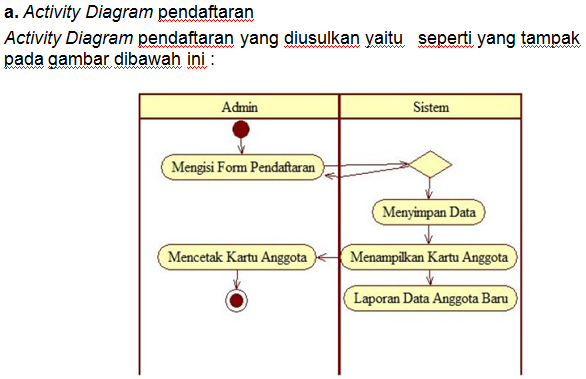 a. Activity Diagram pendaftaran
Activity Diagram pendaftaran yang diusulkan yaitu seperti yang tampak
pada gambar dibawah ini :
Admin
Sistem
Mengisi Form Pendaftaran
Menyimpan Data
Mencetak Kartu Anggota
Menampilkan Kartu Anggota
Laporan Data Anggota Baru